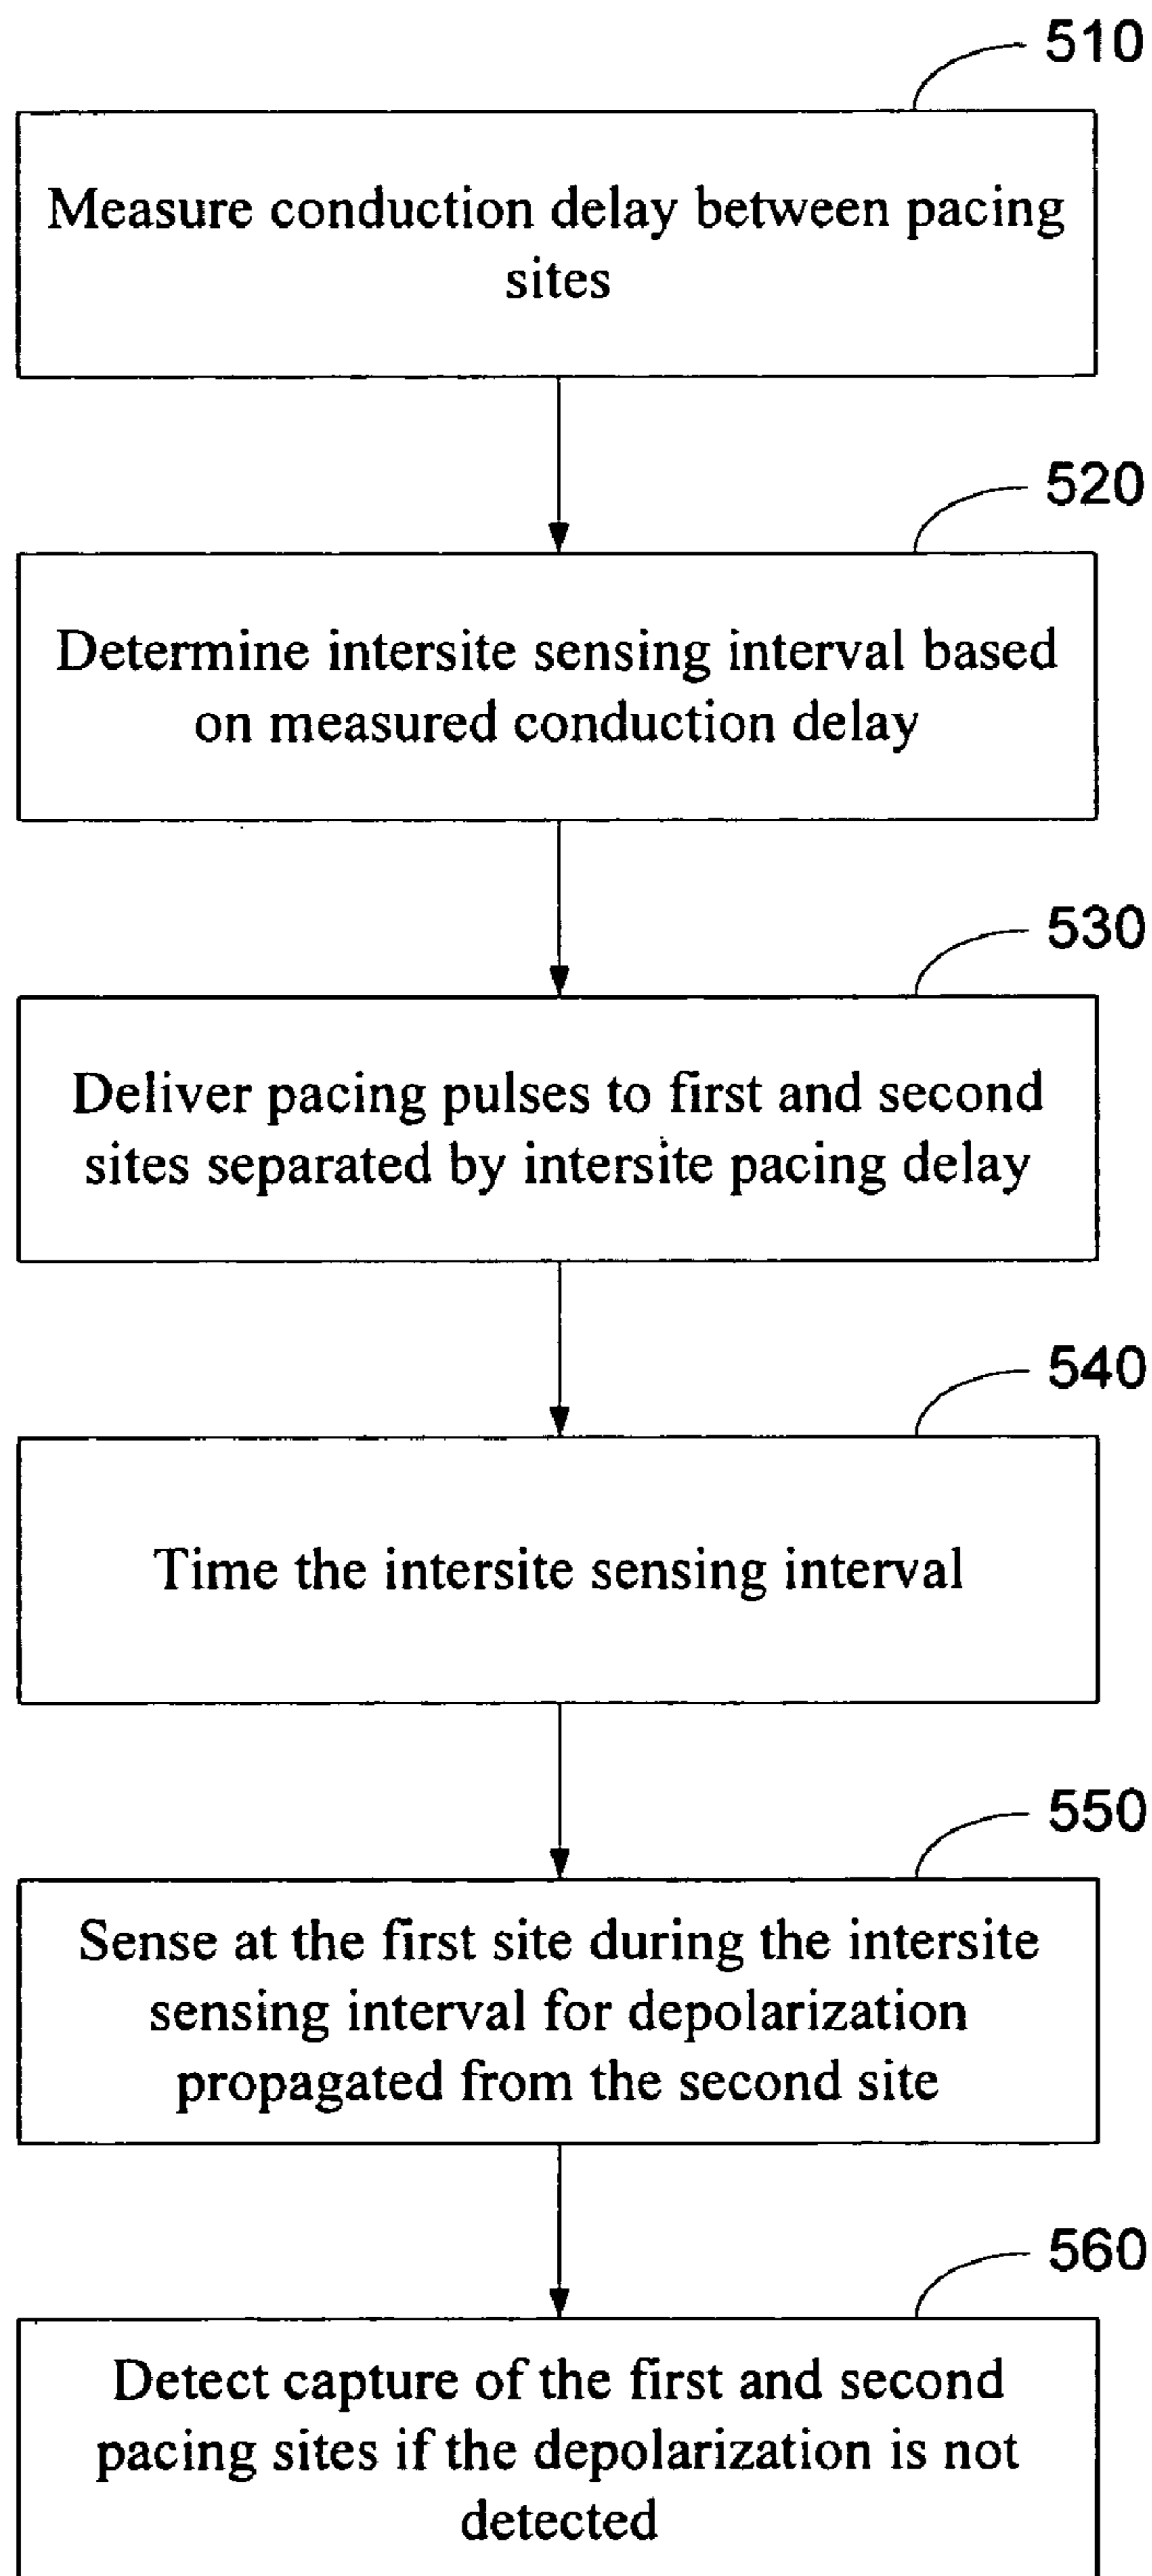 510
Measure conduction delay between pacing
sites
520
Determine intersite sensing interval based
on measured conduction delay
530
Deliver pacing pulses to first and second
sites separated by intersite pacing delay
540
Time the intersite sensing interval
550
Sense at the first site during the intersite
sensing interval for depolarization
propagated from the second site
560
Detect capture of the first and second
pacing sites if the depolarization is not
detected